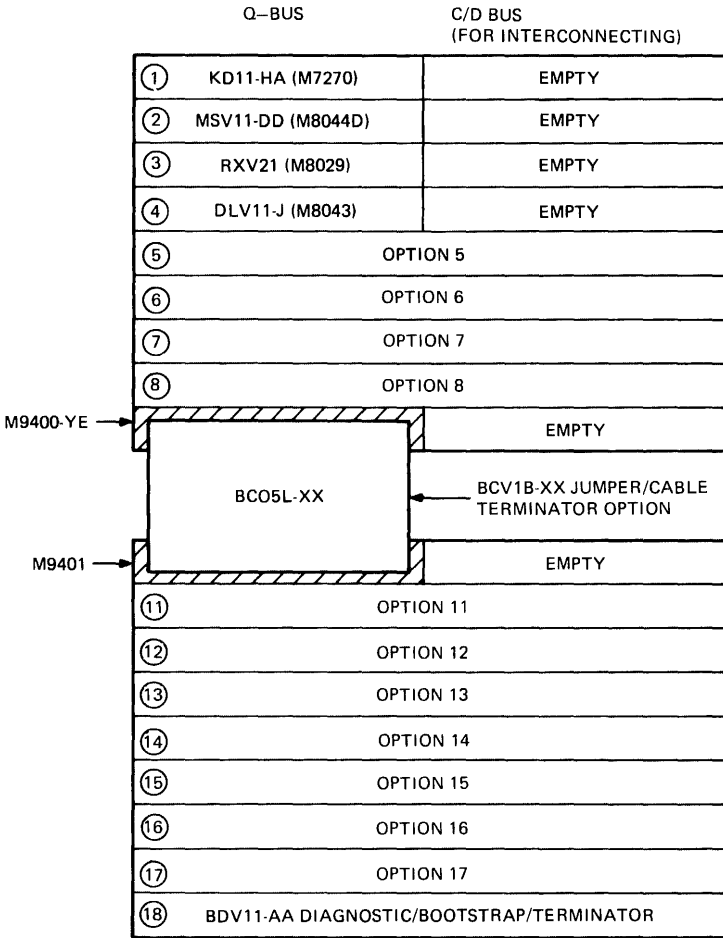 Q–BUS
C/D BUS
(FOR INTERCONNECTING)
1 KD11-HA (M7270) EMPTY
2 MSV11-DD (M8044D) EMPTY
3 RXV21 (M8029) EMPTY
4 DLV11-J (M8043) EMPTY
5 OPTION 5
6 OPTION 6
7 OPTION 7
8 OPTION 8
M9400-YE EMPTY
BC05L-XX
BCV1B-XX JUMPER/CABLE
TERMINATOR OPTION
M9401 EMPTY
11 OPTION 11
12 OPTION 12
13 OPTION 13
14 OPTION 14
15 OPTION 15
16 OPTION 16
17 OPTION 17
18 BDV11-AA DIAGNOSTIC/BOOTSTRAP/TERMINATOR